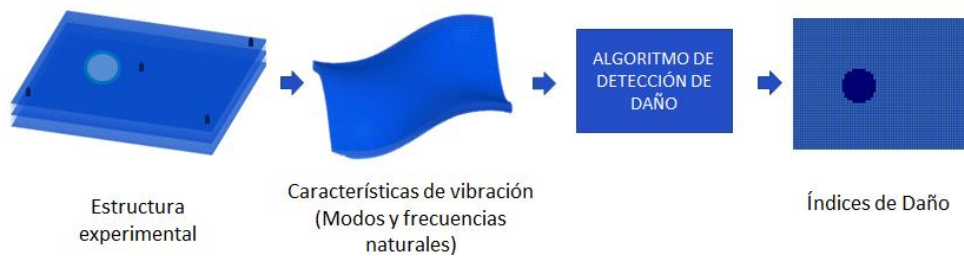 ALGORITMO DE
DETECCIÓN DE
DAÑO
Estructura
experimental
Características de vibración
(Modos y frecuencias
naturales)
Índices de Daño